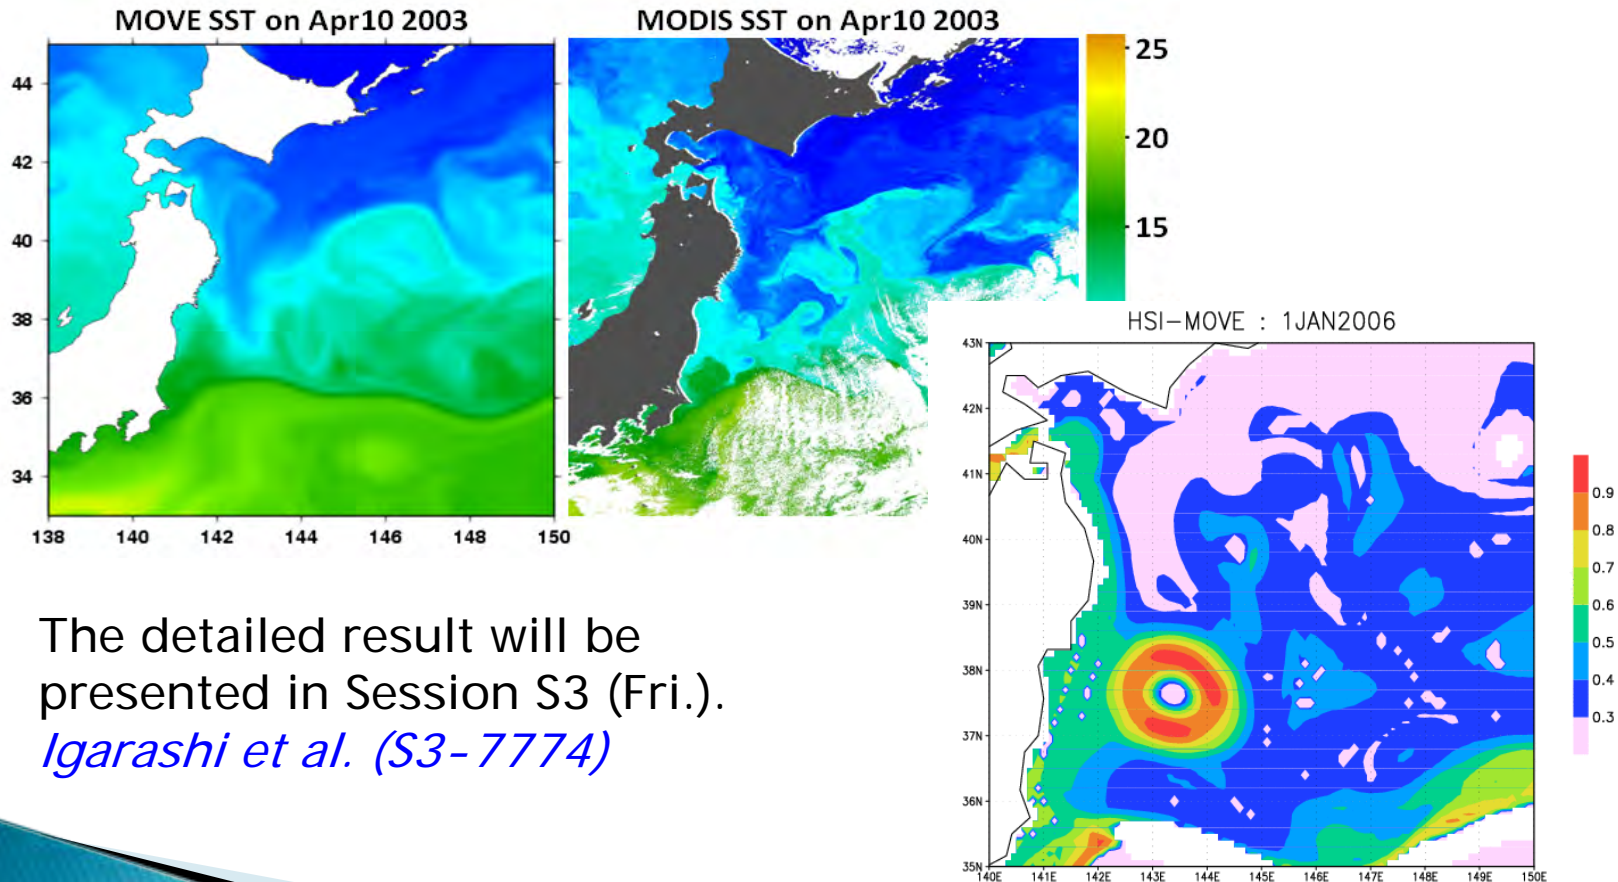 MOVE SST on Apr10 2003
MODIS SST on Apr10 2003
44
42
40
38
36
34
138 140 142 144 146 148 150
25
20
15
HSI-MOVE : 1JAN2006
43N
42N
41N
40N
39N
38N
37N
36N
35N
140E 141E 142E 143E 144E 145E 146E 147E 148E 149E 150E
0.9
0.8
0.7
0.6
0.5
0.4
0.3
The detailed result will be
presented in Session S3 (Fri.).
Igarashi et al. (S3-7774)